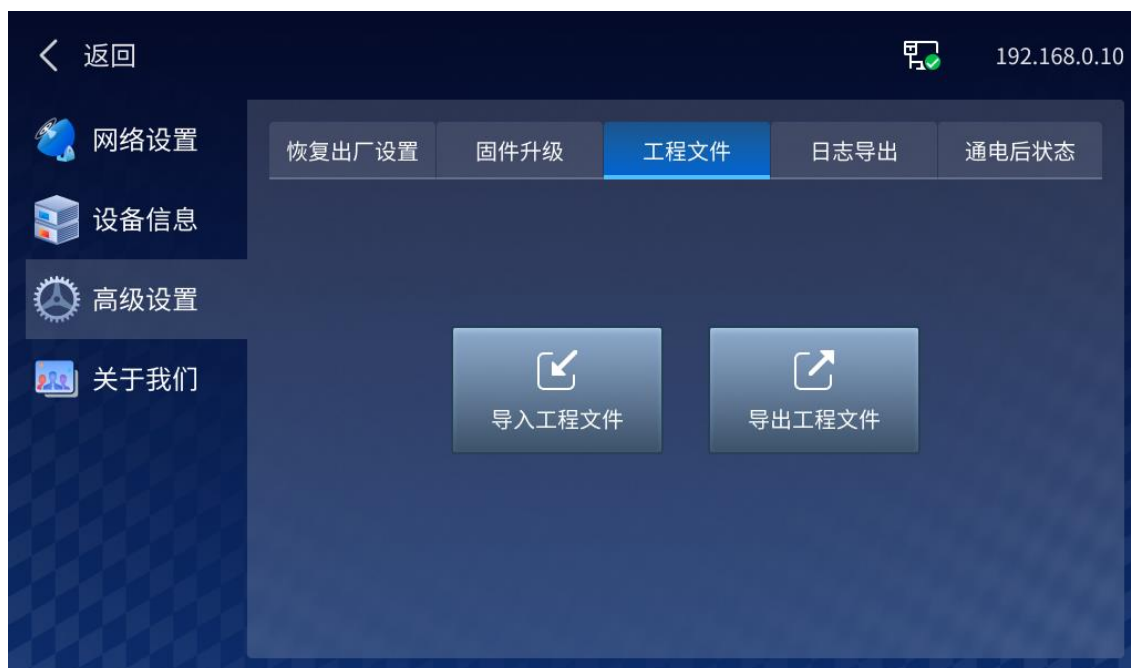 返回
192.168.0.10
网络设置
设备信息
高级设置
关于我们
恢复出厂设置
固件升级
工程文件
日志导出
通电后状态
导入工程文件
导出工程文件